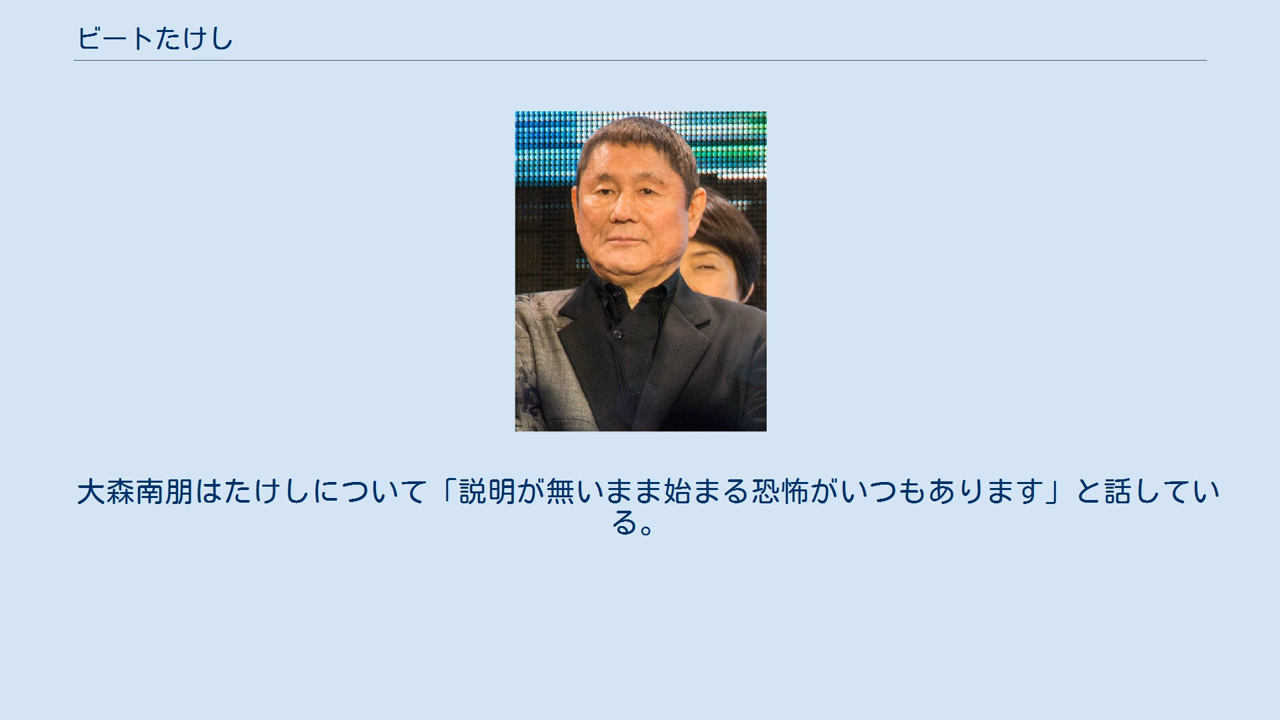 ビートたけし
大森南朋はたけしについて「説明が無いまま始まる恐怖がいつもあります」と話してい
る。